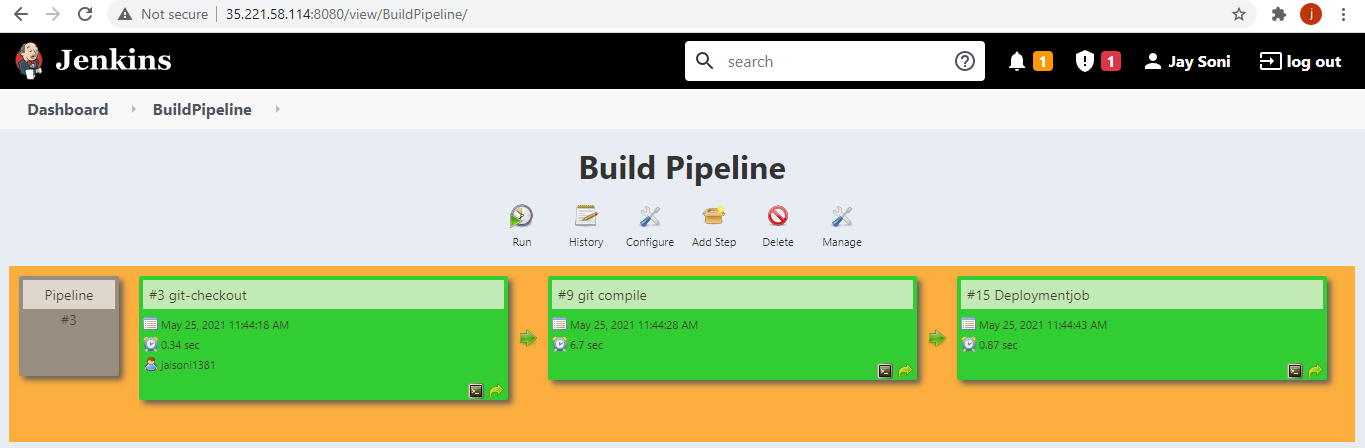 Not secure | 35.221.58.114:8080/view/BuildPipeline/
j
Jenkins
search
1
1
Jay Soni
log out
Dashboard
BuildPipeline
Build Pipeline
Run
History
Configure
Add Step
Delete
Manage
Pipeline
#3
#3 git-checkout
May 25, 2021 11:44:18 AM
0.34 sec
jaisoni1381
#9 git compile
May 25, 2021 11:44:28 AM
6.7 sec
#15 Deploymentjob
May 25, 2021 11:44:43 AM
0.87 sec